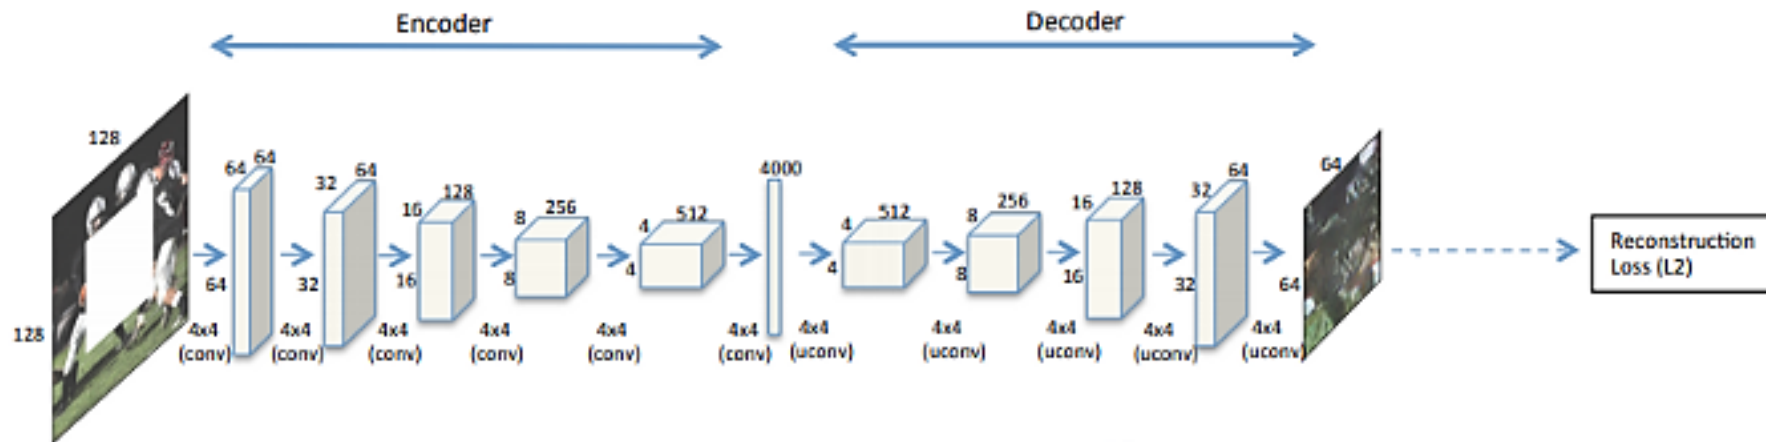 Encoder
Decoder
128
128
64 64
64
32 64
32
16 128
16
8 256
8
4 512
4
4000
4 512
4
8 256
8
16 128
16
32 64
32
64
64
4x4 (conv)
4x4 (conv)
4x4 (conv)
4x4 (conv)
4x4 (conv)
4x4 (conv)
4x4 (uconv)
4x4 (uconv)
4x4 (uconv)
4x4 (uconv)
4x4 (uconv)
Reconstruction
Loss (L2)